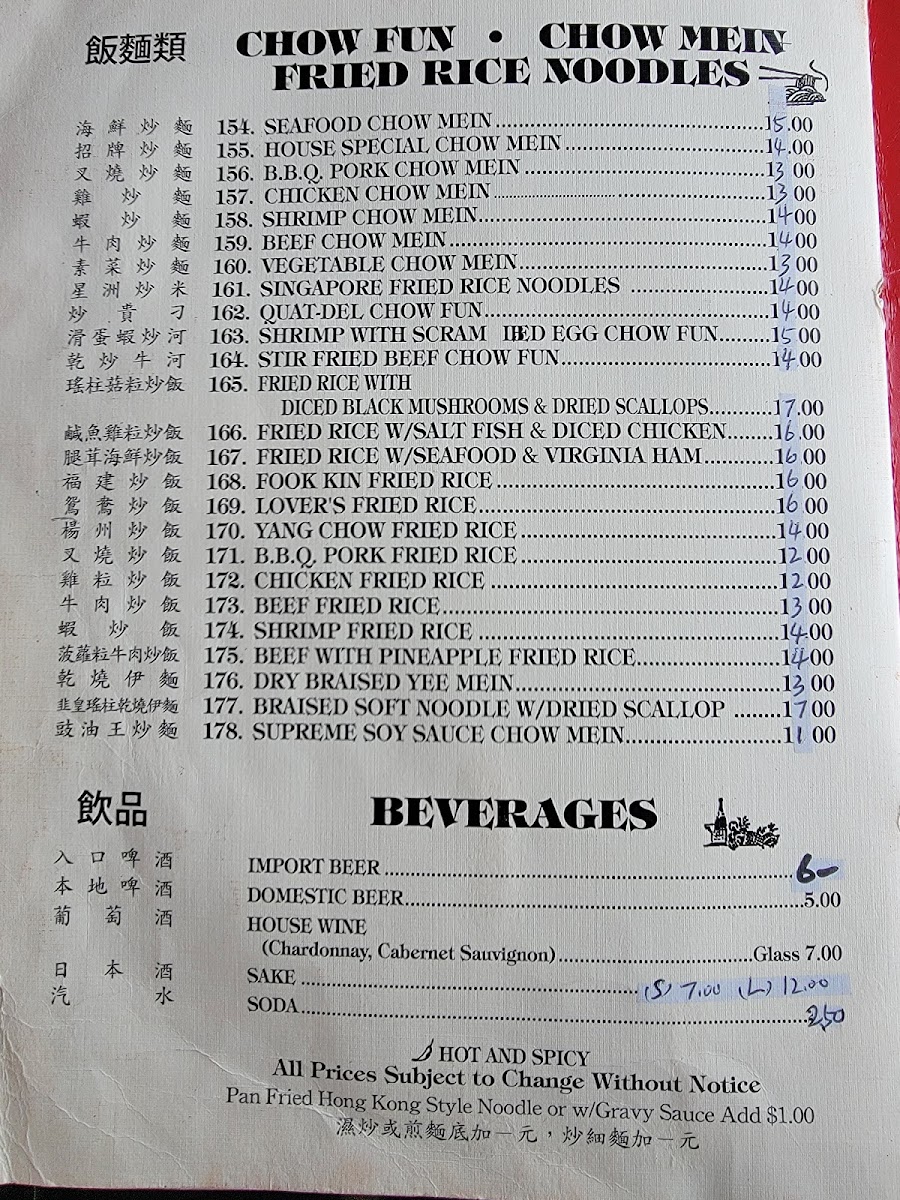 飯麵類 CHOW FUN • CHOW MEIN
FRIED RICE NOODLES
海鮮炒麵 154. SEAFOOD CHOW MEIN 15.00
招牌炒麵 155. HOUSE SPECIAL CHOW MEIN 14.00
叉燒炒麵 156. B.B.Q. PORK CHOW MEIN 13 00
雞炒麵 157. CHICKEN CHOW MEIN 13 00
蝦炒麵 158. SHRIMP CHOW MEIN 14 00
牛肉炒麵 159. BEEF CHOW MEIN 14 00
素菜炒麵 160. VEGETABLE CHOW MEIN 13 00
星洲炒米 161. SINGAPORE FRIED RICE NOODLES 14 00
炒貴刁 162. QUAT-DEL CHOW FUN 14.00
滑蛋蝦炒河 163. SHRIMP WITH SCRAM BED EGG CHOW FUN 15 00
乾炒牛河 164. STIR FRIED BEEF CHOW FUN 14.00
瑤柱菇粒炒飯 165. FRIED RICE WITH
DICED BLACK MUSHROOMS & DRIED SCALLOPS 17.00
鹹魚雞粒炒飯 166. FRIED RICE W/SALT FISH & DICED CHICKEN 16.00
腿茸海鮮炒飯 167. FRIED RICE W/SEAFOOD & VIRGINIA HAM 16.00
福建炒飯 168. FOOK KIN FRIED RICE 16 00
鴛鴦炒飯 169. LOVER'S FRIED RICE 16 00
楊州炒飯 170. YANG CHOW FRIED RICE 14.00
叉燒炒飯 171. B.B.Q. PORK FRIED RICE 12 00
雞粒炒飯 172. CHICKEN FRIED RICE 12 00
牛肉炒飯 173. BEEF FRIED RICE 13 00
蝦炒飯 174. SHRIMP FRIED RICE 14.00
菠蘿粒牛肉炒飯 175. BEEF WITH PINEAPPLE FRIED RICE 14 00
乾燒伊麵 176. DRY BRAISED YEE MEIN 13 00
韭皇瑤柱乾燒伊麵 177. BRAISED SOFT NOODLE W/DRIED SCALLOP 17 00
豉油王炒麵 178. SUPREME SOY SAUCE CHOW MEIN 11 00
飲品 BEVERAGES
入口啤酒 IMPORT BEER 6-
本地啤酒 DOMESTIC BEER 5.00
葡萄酒 HOUSE WINE
(Chardonnay, Cabernet Sauvignon) Glass 7.00
日本酒 SAKE (S) 7.00 (L) 12.00
汽水 SODA 2.50
HOT AND SPICY
All Prices Subject to Change Without Notice
Pan Fried Hong Kong Style Noodle or w/Gravy Sauce Add $1.00
濕炒或煎麵底加一元，炒細麵加一元